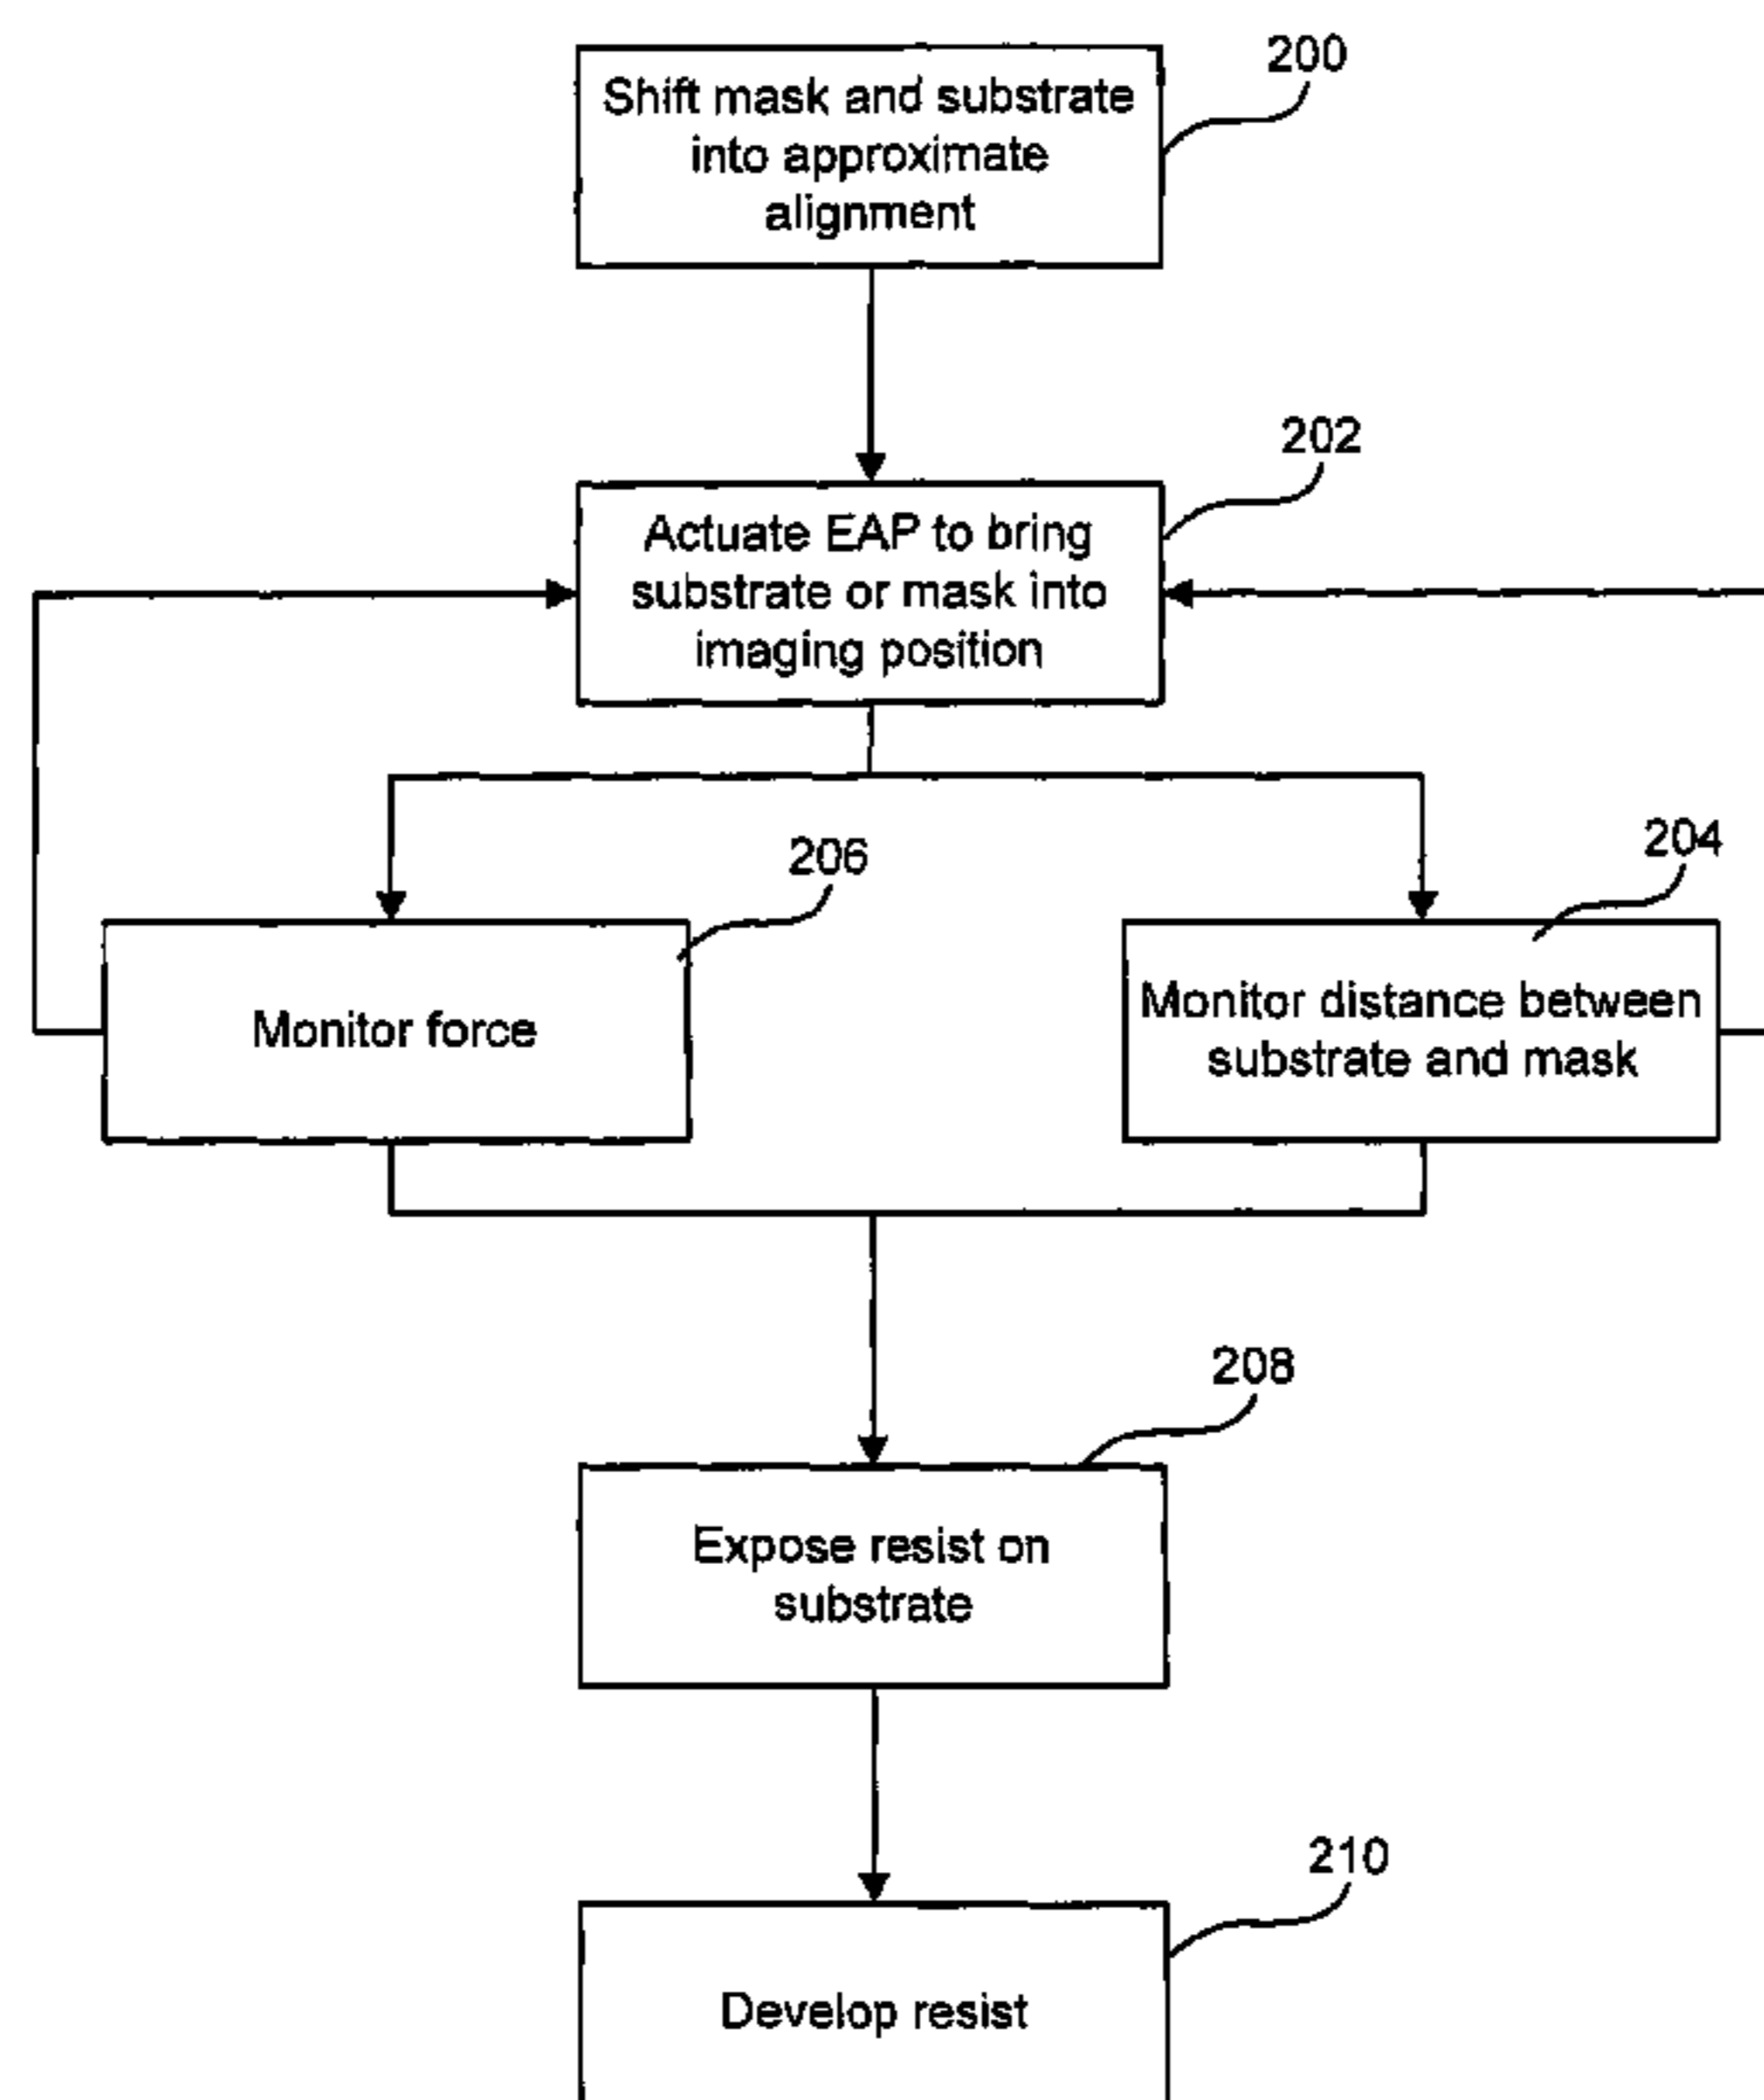 200
Shift mask and substrate
into approximate
alignment
202
Actuate EAP to bring
substrate or mask into
imaging position
206
Monitor force
204
Monitor distance between
substrate and mask
208
Expose resist on
substrate
210
Develop resist